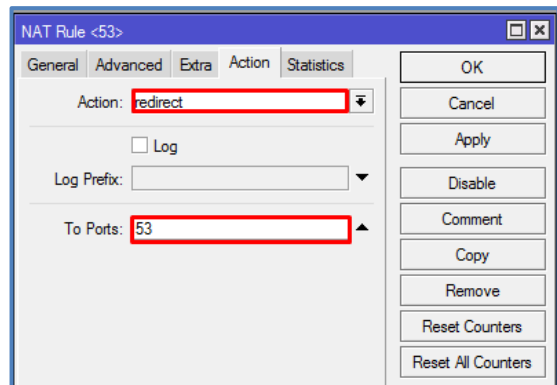 NAT Rule <53>
General Advanced Extra Action Statistics
Action: redirect
Log
Log Prefix:
To Ports: 53
OK
Cancel
Apply
Disable
Comment
Copy
Remove
Reset Counters
Reset All Counters